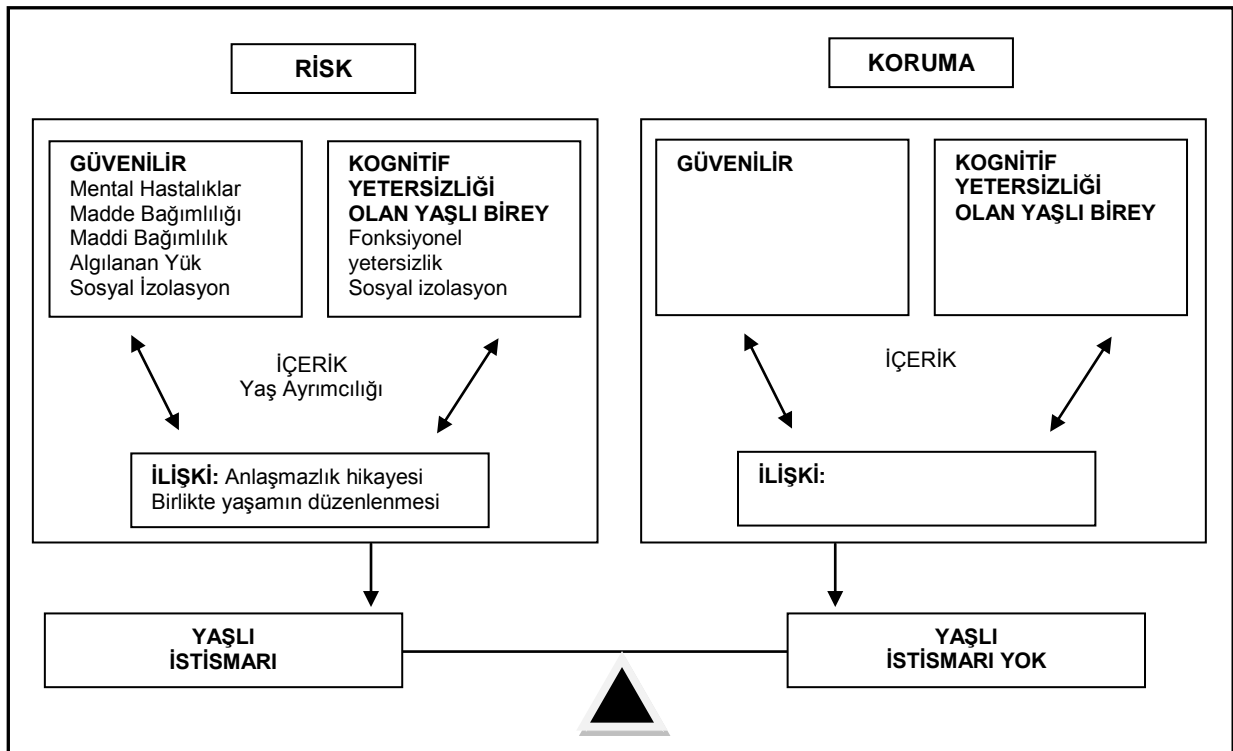 RİSK
KORUMA
GÜVENİLİR
Mental Hastalıklar
Madde Bağımlılığı
Maddi Bağımlılık
Algılanan Yük
Sosyal İzolasyon
KOGNİTİF
YETERSİZLİĞİ
OLAN YAŞLI BİREY
Fonksiyonel
yetersizlik
Sosyal izolasyon
İÇERİK
Yaş Ayrımcılığı
İLİŞKİ: Anlaşmazlık hikayesi
Birlikte yaşamın düzenlenmesi
GÜVENİLİR
KOGNİTİF
YETERSİZLİĞİ
OLAN YAŞLI BİREY
İÇERİK
İLİŞKİ:
YAŞLI
İSTİSMARI
YAŞLI
İSTİSMARI YOK